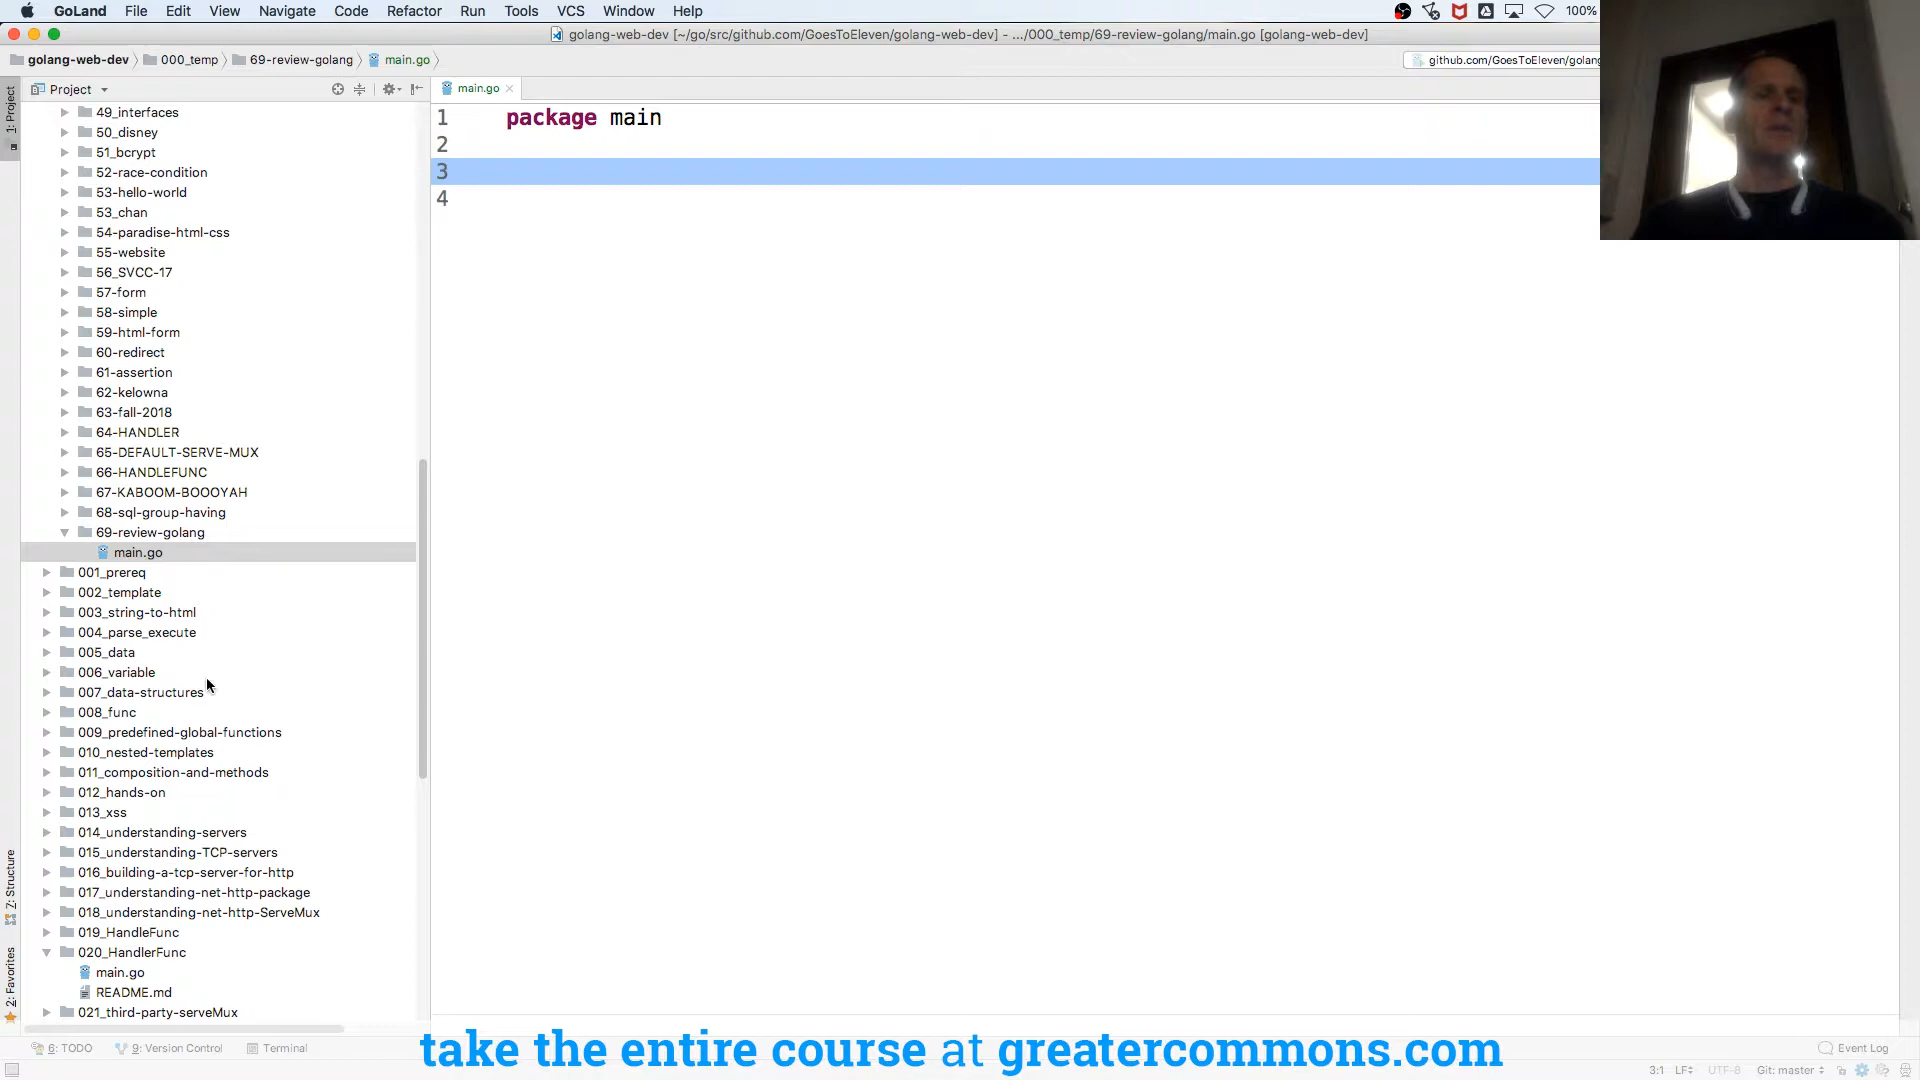 GoLand File Edit View Navigate Code Refactor Run Tools VCS Window Help 100%
golang-web-dev [~/go/src/github.com/GoesToEleven/golang-web-dev] - .../000_temp/69-review-golang/main.go [golang-web-dev]
golang-web-dev 000_temp 69-review-golang main.go github.com/GoesToEleven/golang
1: Project
Project main.go
49_interfaces
50_disney
51_bcrypt
52-race-condition
53-hello-world
53_chan
54-paradise-html-css
55-website
56_SVCC-17
57-form
58-simple
59-html-form
60-redirect
61-assertion
62-kelowna
63-fall-2018
64-HANDLER
65-DEFAULT-SERVE-MUX
66-HANDLEFUNC
67-KABOOM-BOOOYAH
68-sql-group-having
69-review-golang
main.go
001_prereq
002_template
003_string-to-html
004_parse_execute
005_data
006_variable
007_data-structures
008_func
009_predefined-global-functions
010_nested-templates
011_composition-and-methods
012_hands-on
013_xss
014_understanding-servers
015_understanding-TCP-servers
016_building-a-tcp-server-for-http
017_understanding-net-http-package
018_understanding-net-http-ServeMux
019_HandleFunc
020_HandlerFunc
main.go
README.md
021_third-party-serveMux
7: Structure
2: Favorites
1 package main
2
3
4
take the entire course at greatercommons.com
6: TODO 9: Version Control Terminal Event Log
3:1 LF UTF-8 Git: master